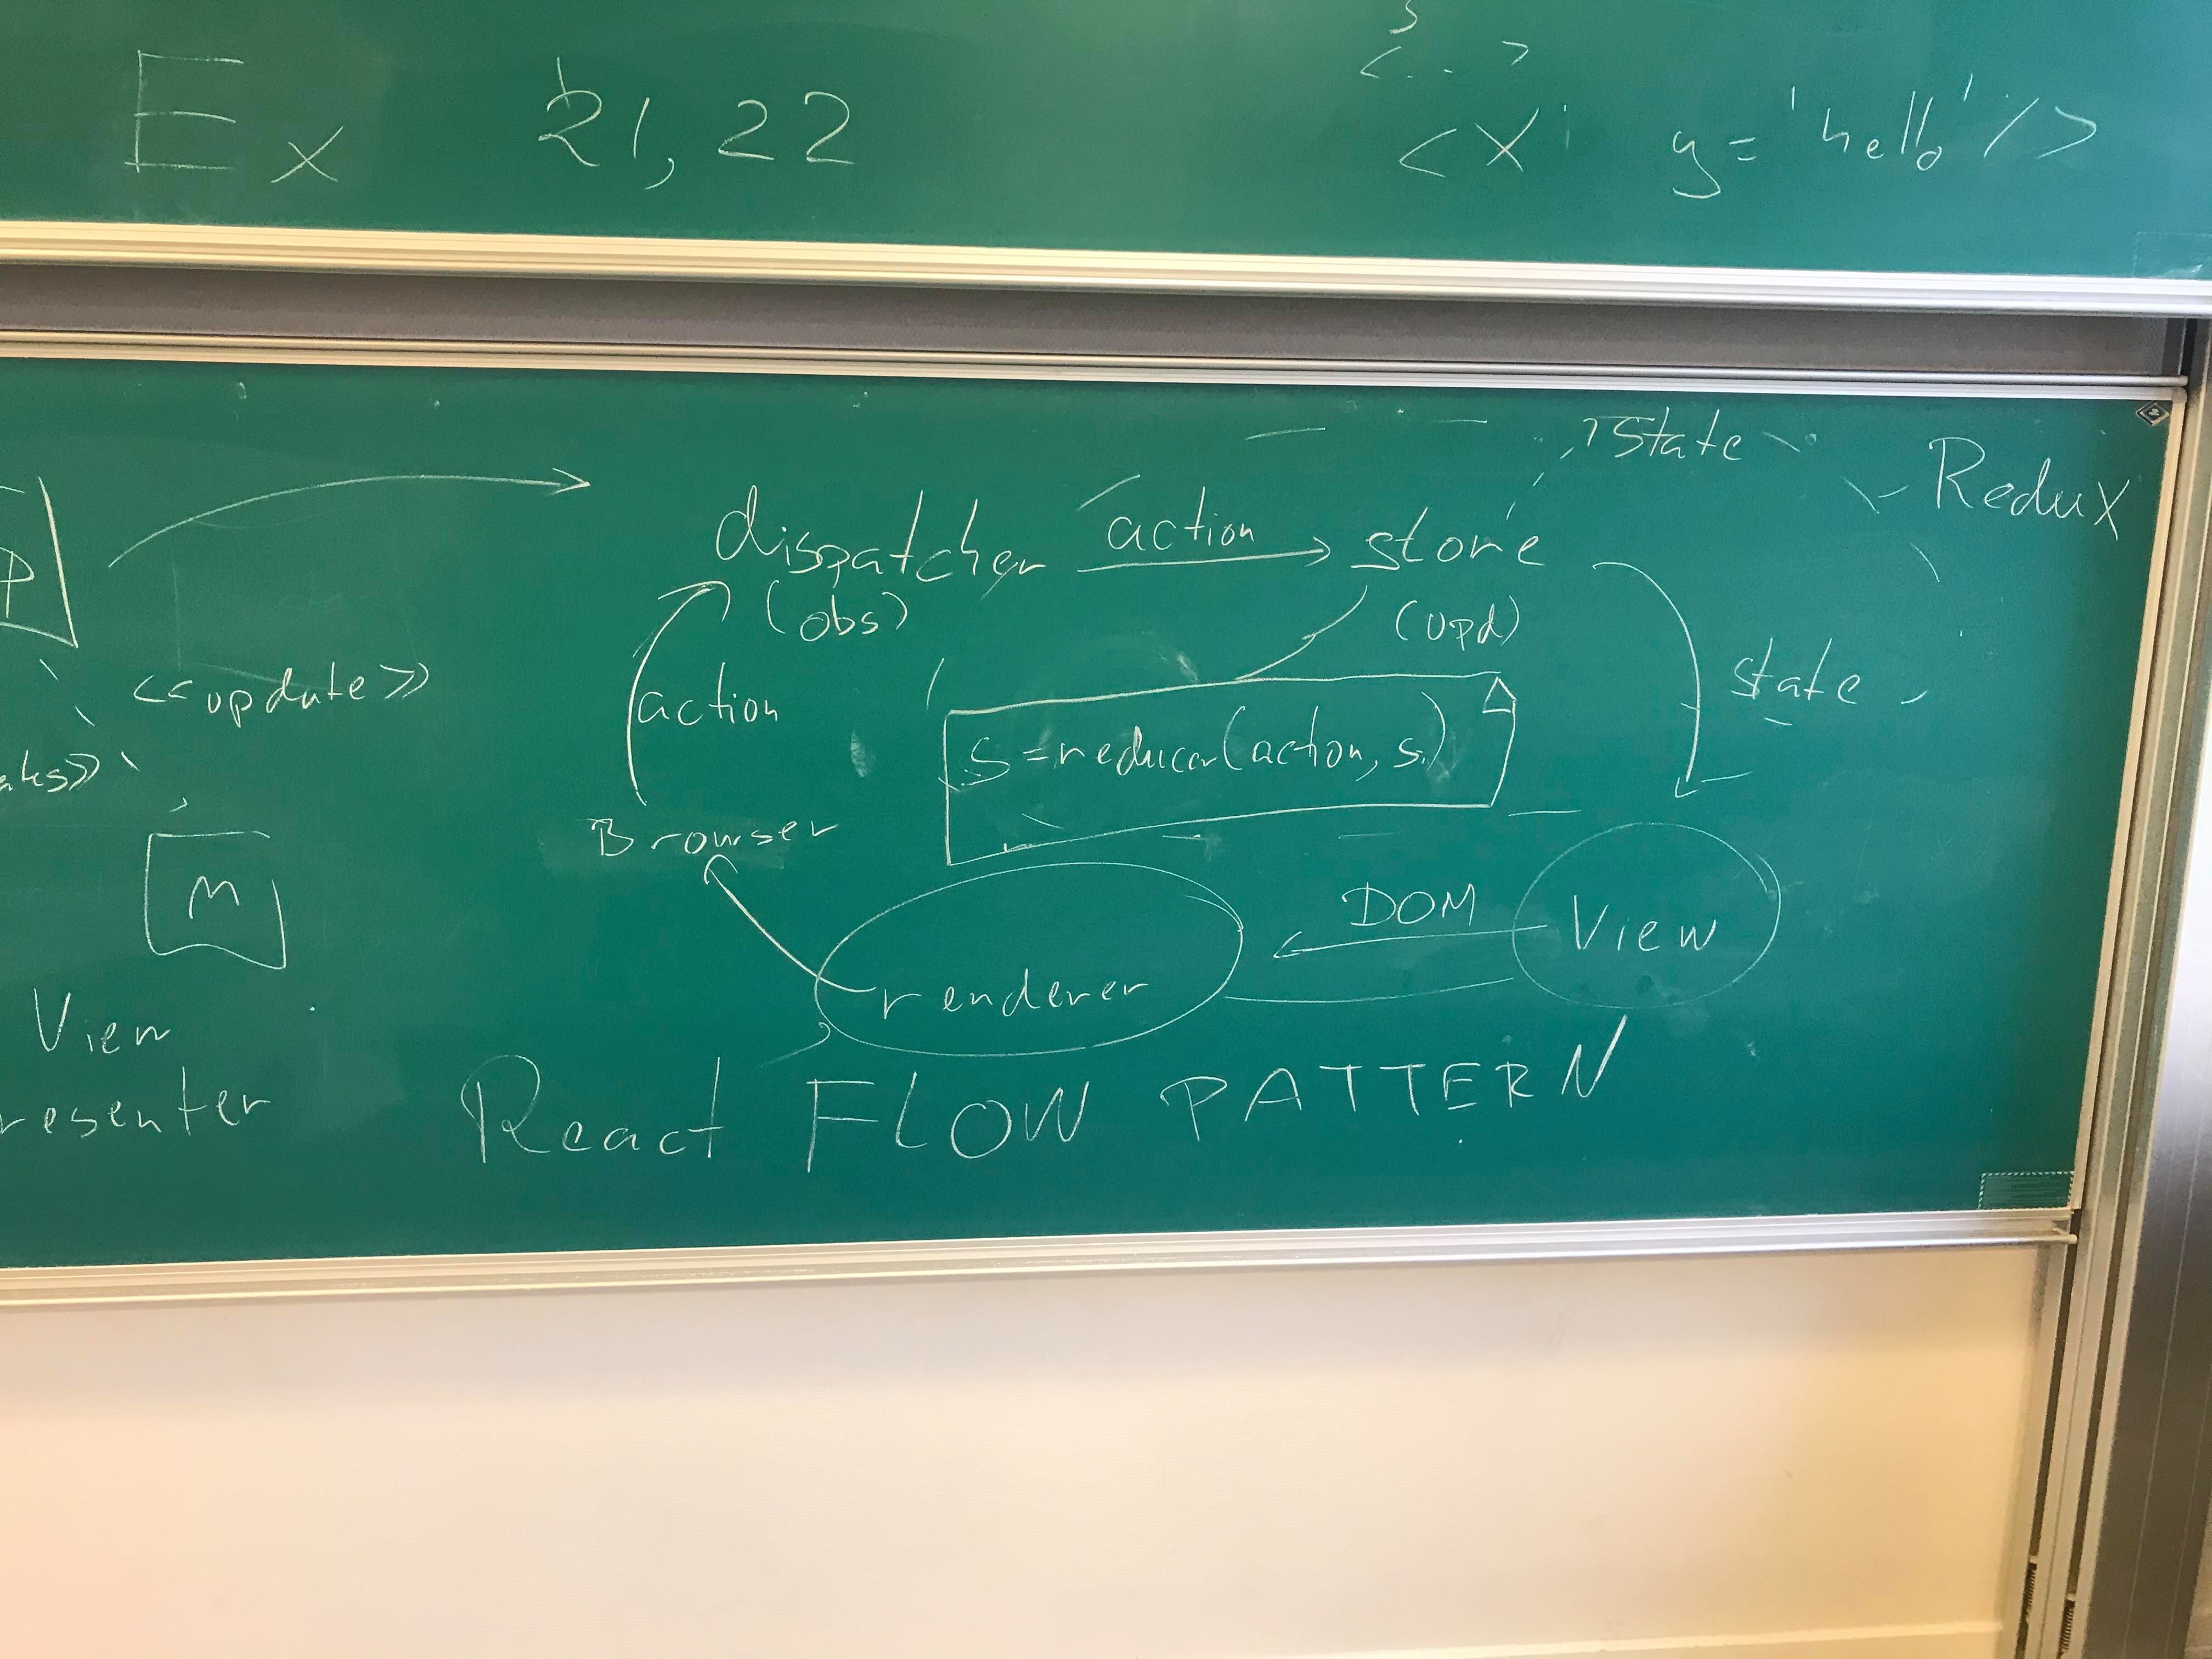 <..>
Ex 21, 22
<X y='hello'/>
State
Redux
dispatcher action store
(obs) (upd)
P
<<update>>
action
state
s=reducer(action, s)
Browser
M
DOM
View
renderer
View
resenter
React FLOW PATTERN